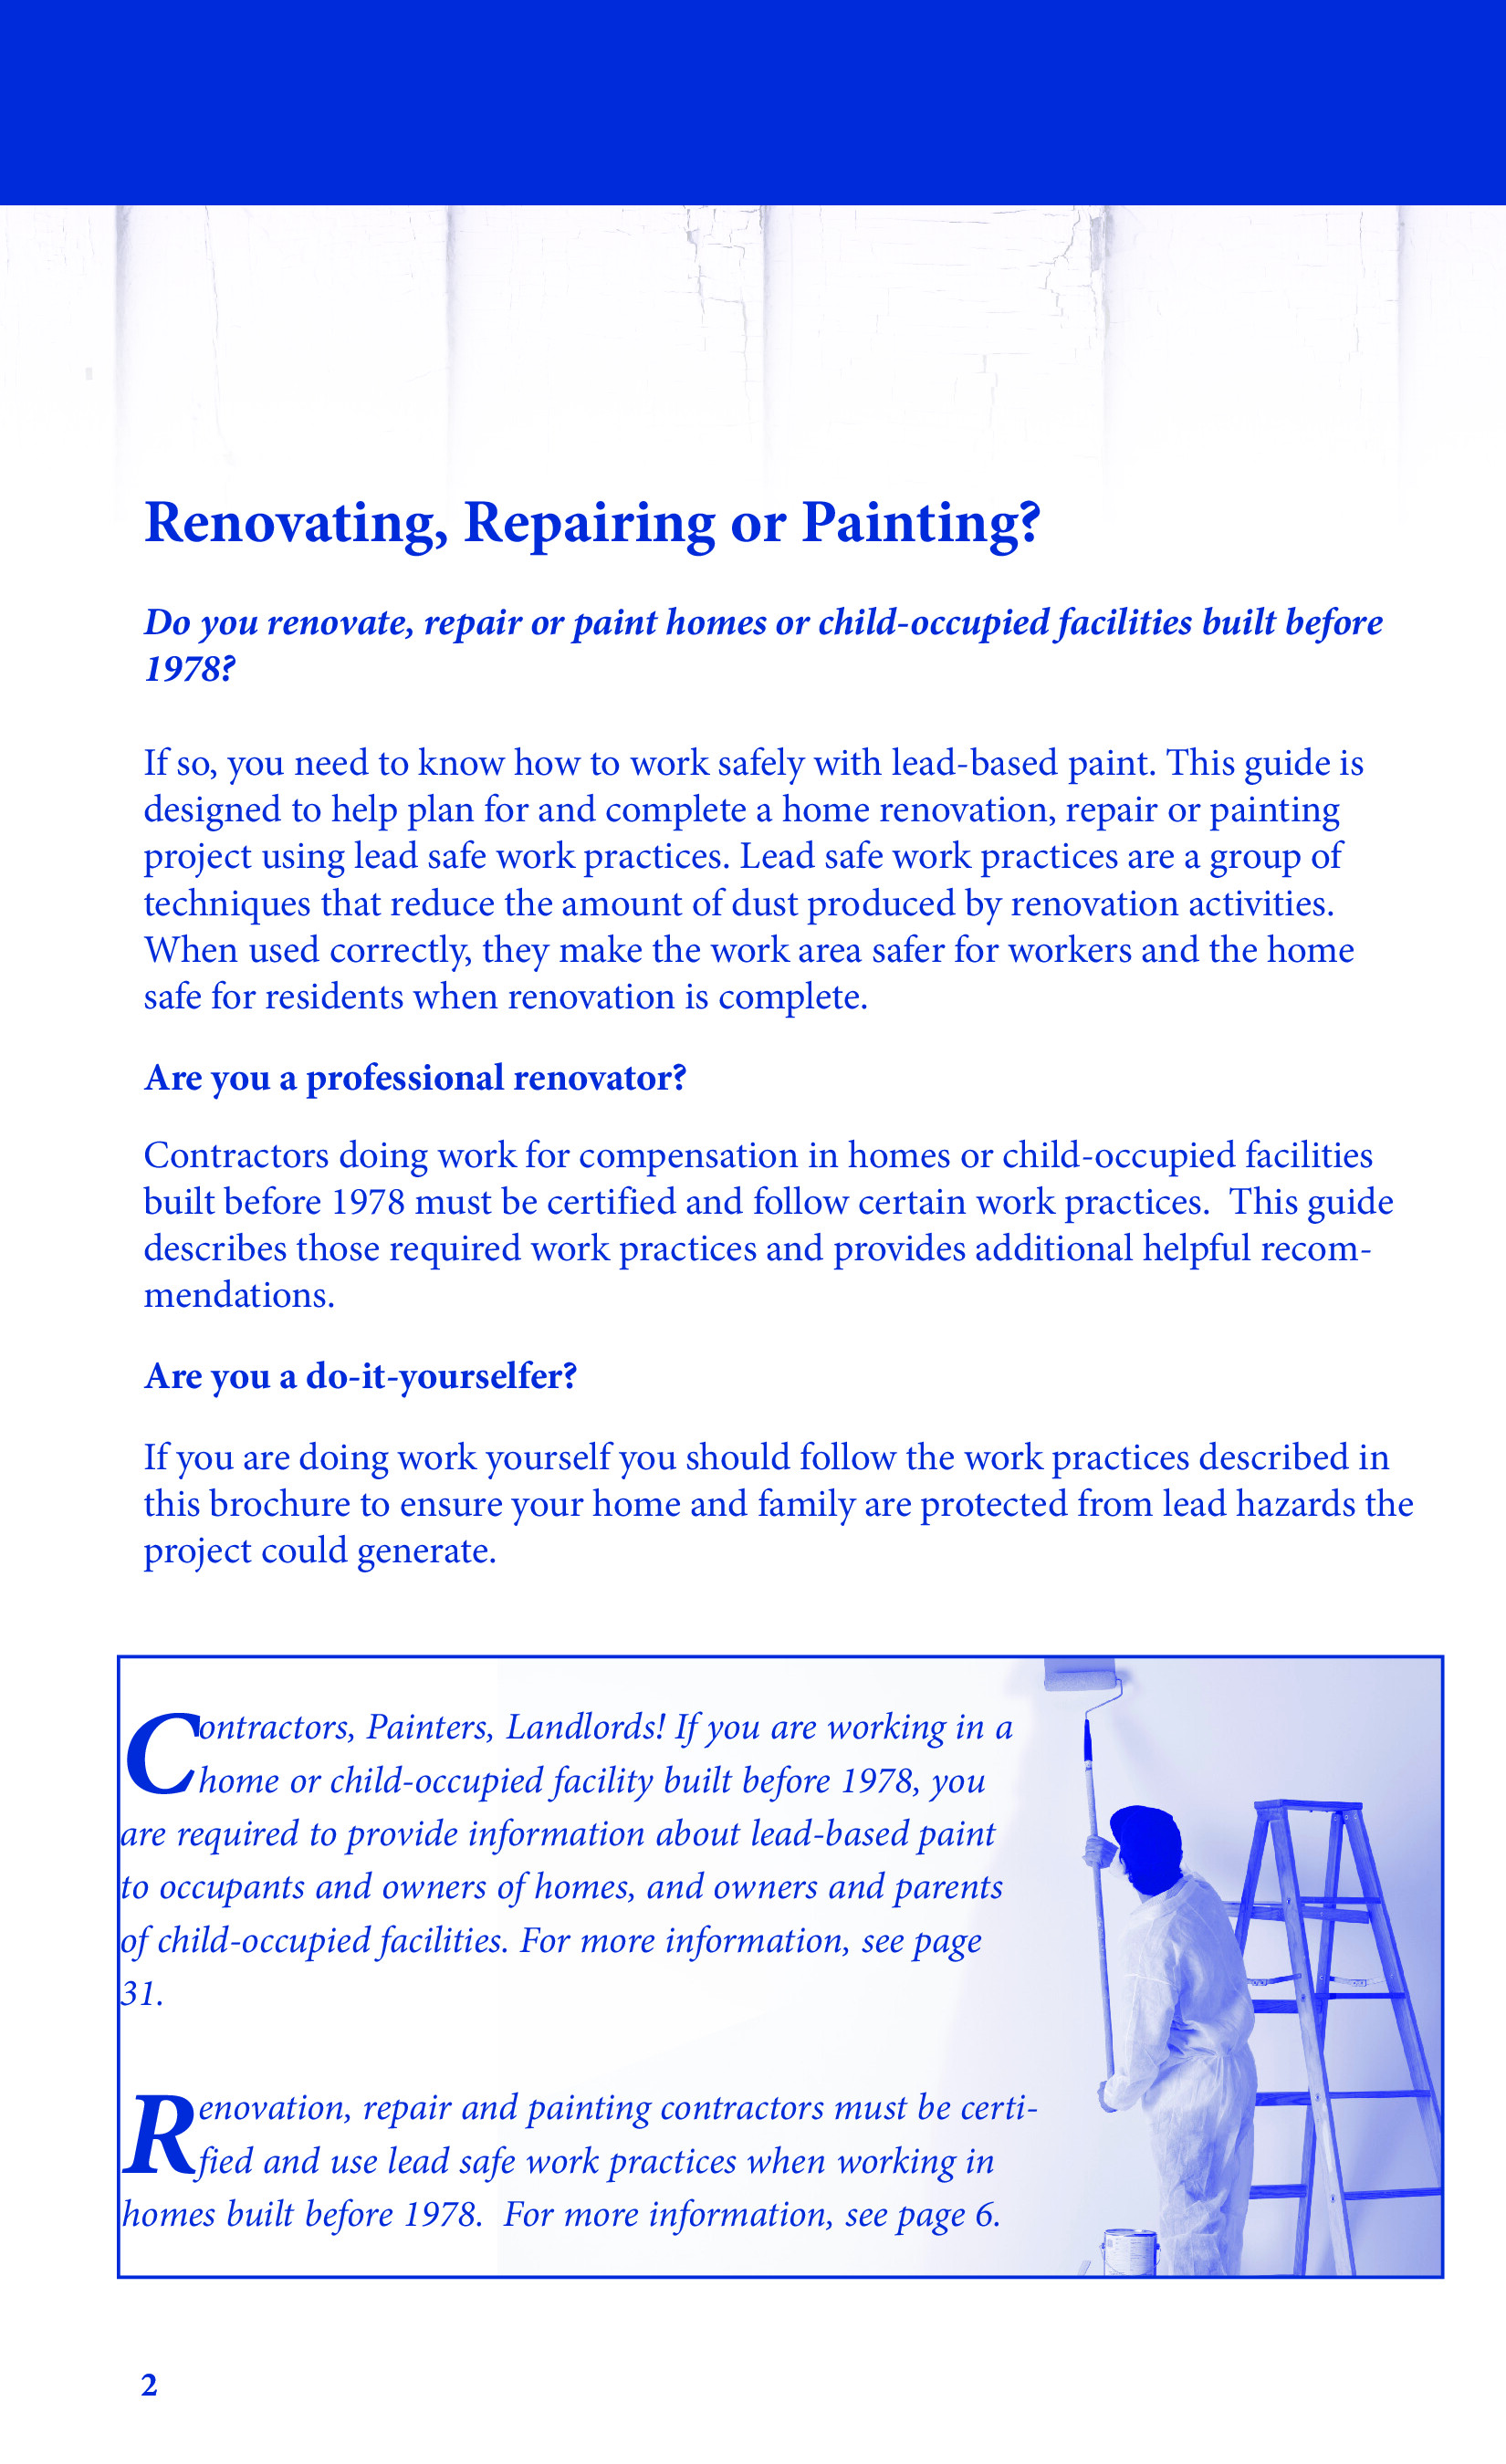 Renovating, Repairing or Painting?
Do you renovate, repair or paint homes or child-occupied facilities built before
1978?
If so, you need to know how to work safely with lead-based paint. This guide is
designed to help plan for and complete a home renovation, repair or painting
project using lead safe work practices. Lead safe work practices are a group of
techniques that reduce the amount of dust produced by renovation activities.
When used correctly, they make the work area safer for workers and the home
safe for residents when renovation is complete.
Are you a professional renovator?
Contractors doing work for compensation in homes or child-occupied facilities
built before 1978 must be certified and follow certain work practices.  This guide
describes those required work practices and provides additional helpful recom-
mendations.
Are you a do-it-yourselfer?
If you are doing work yourself you should follow the work practices described in
this brochure to ensure your home and family are protected from lead hazards the
project could generate.
Contractors, Painters, Landlords! If you are working in a
home or child-occupied facility built before 1978, you
are required to provide information about lead-based paint
to occupants and owners of homes, and owners and parents
of child-occupied facilities. For more information, see page
31.
Renovation, repair and painting contractors must be certi-
fied and use lead safe work practices when working in
homes built before 1978.  For more information, see page 6.
2